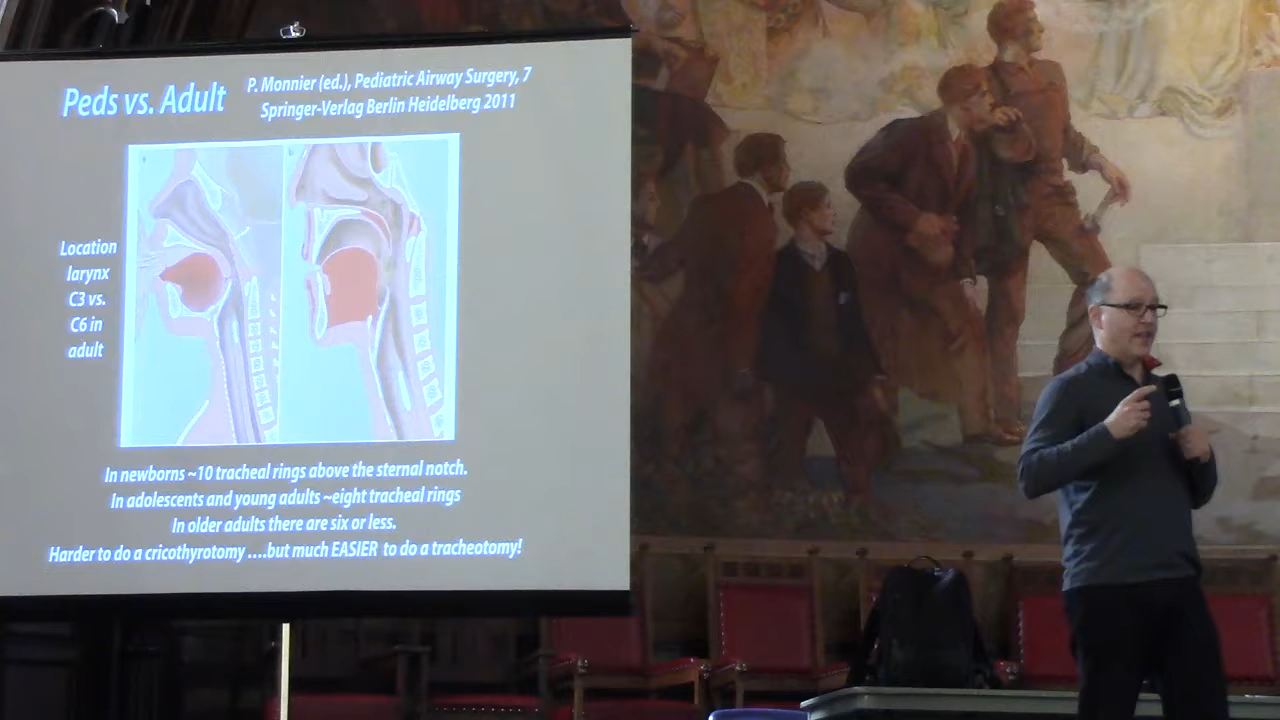 Peds vs. Adult
P. Monnier (ed.), Pediatric Airway Surgery, 7
Springer-Verlag Berlin Heidelberg 2011
a
b
Location
larynx
C3 vs.
C6 in
adult
In newborns ~10 tracheal rings above the sternal notch.
In adolescents and young adults ~eight tracheal rings
In older adults there are six or less.
Harder to do a cricothyrotomy ....but much EASIER to do a tracheotomy!